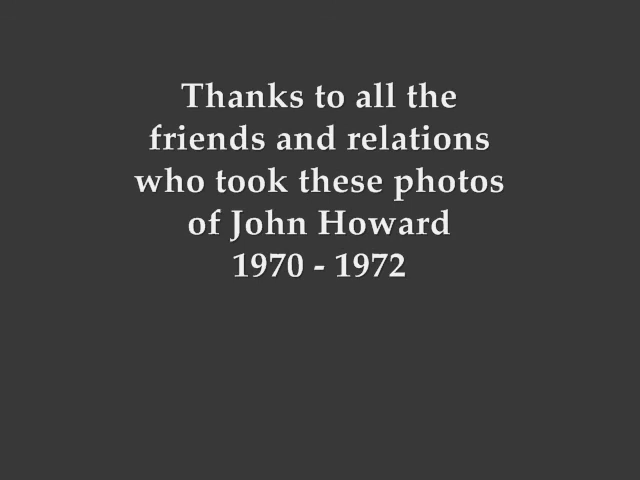 Thanks to all the
friends and relations
who took these photos
of John Howard
1970 - 1972